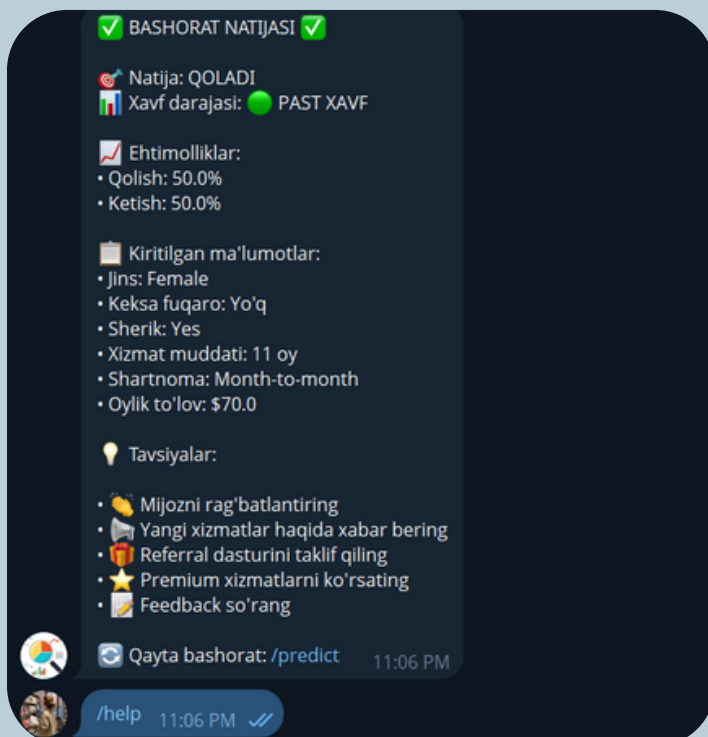 ✅ BASHORAT NATIJASI ✅
🎯 Natija: QOLADI
📊 Xavf darajasi: 🟢 PAST XAVF
📈 Ehtimolliklar:
• Qolish: 50.0%
• Ketish: 50.0%
📋 Kiritilgan ma'lumotlar:
• Jins: Female
• Keksa fuqaro: Yo'q
• Sherik: Yes
• Xizmat muddati: 11 oy
• Shartnoma: Month-to-month
• Oylik to'lov: $70.0
💡 Tavsiyalar:
• 👏 Mijozni rag'batlantiring
• 📢 Yangi xizmatlar haqida xabar bering
• 🎁 Referral dasturini taklif qiling
• ⭐ Premium xizmatlarni ko'rsating
• 📝 Feedback so'rang
🔄 Qayta bashorat: /predict 11:06 PM
/help 11:06 PM